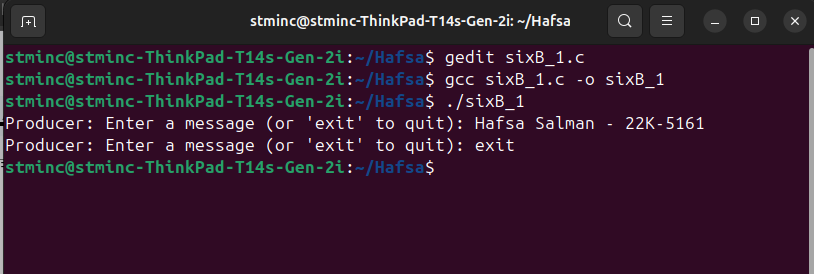 stminc@stminc-ThinkPad-T14s-Gen-2i: ~/Hafsa
stminc@stminc-ThinkPad-T14s-Gen-2i:~/Hafsa$ gedit sixB_1.c
stminc@stminc-ThinkPad-T14s-Gen-2i:~/Hafsa$ gcc sixB_1.c -o sixB_1
stminc@stminc-ThinkPad-T14s-Gen-2i:~/Hafsa$ ./sixB_1
Producer: Enter a message (or 'exit' to quit): Hafsa Salman - 22K-5161
Producer: Enter a message (or 'exit' to quit): exit
stminc@stminc-ThinkPad-T14s-Gen-2i:~/Hafsa$